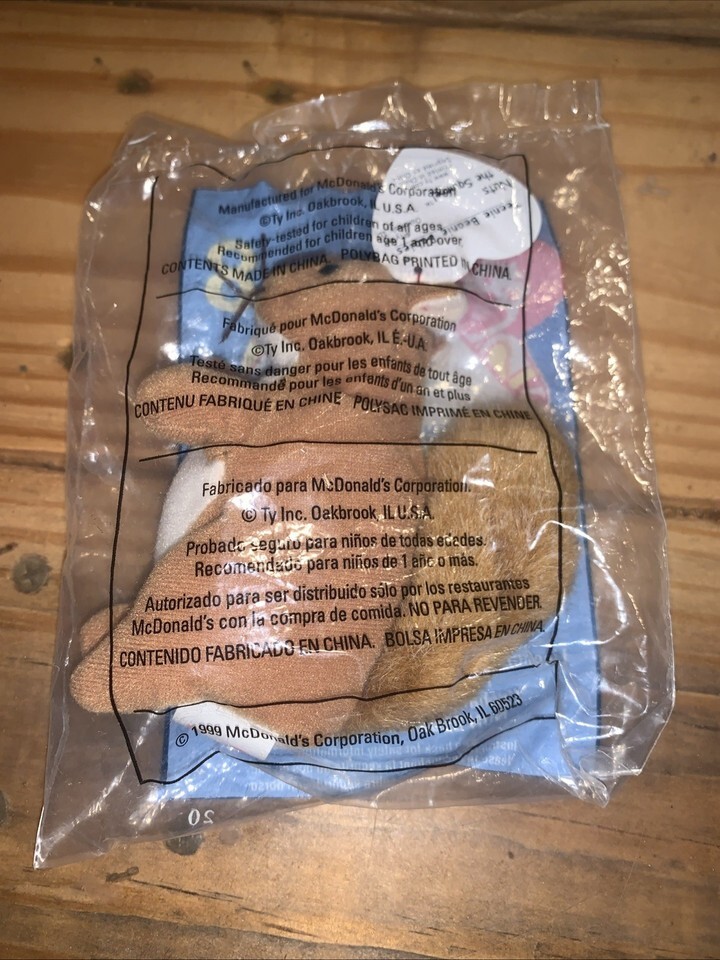 Manufactured for McDonald's Corporation
©Ty Inc. Oakbrook, IL U.S.A.
Safety-tested for children of all ages.
Recommended for children age 1 and over
CONTENTS MADE IN CHINA. POLYBAG PRINTED IN CHINA.
Nuts
the
Teenie Beanie
Fabriqué pour McDonald's Corporation
©Ty Inc. Oakbrook, IL É.-U.A.
Testé sans danger pour les enfants de tout âge
Recommandé pour les enfants d'un an et plus
CONTENU FABRIQUÉ EN CHINE POLYSAC IMPRIMÉ EN CHINE
Fabricado para McDonald's Corporation.
© Ty Inc. Oakbrook, IL U.S.A.
Probado seguro para niños de todas edades.
Recomendado para niños de 1 año o más.
Autorizado para ser distribuido sólo por los restaurantes
McDonald's con la compra de comida. NO PARA REVENDER.
CONTENIDO FABRICADO EN CHINA. BOLSA IMPRESA EN CHINA.
© 1999 McDonald's Corporation, Oak Brook, IL 60523
20